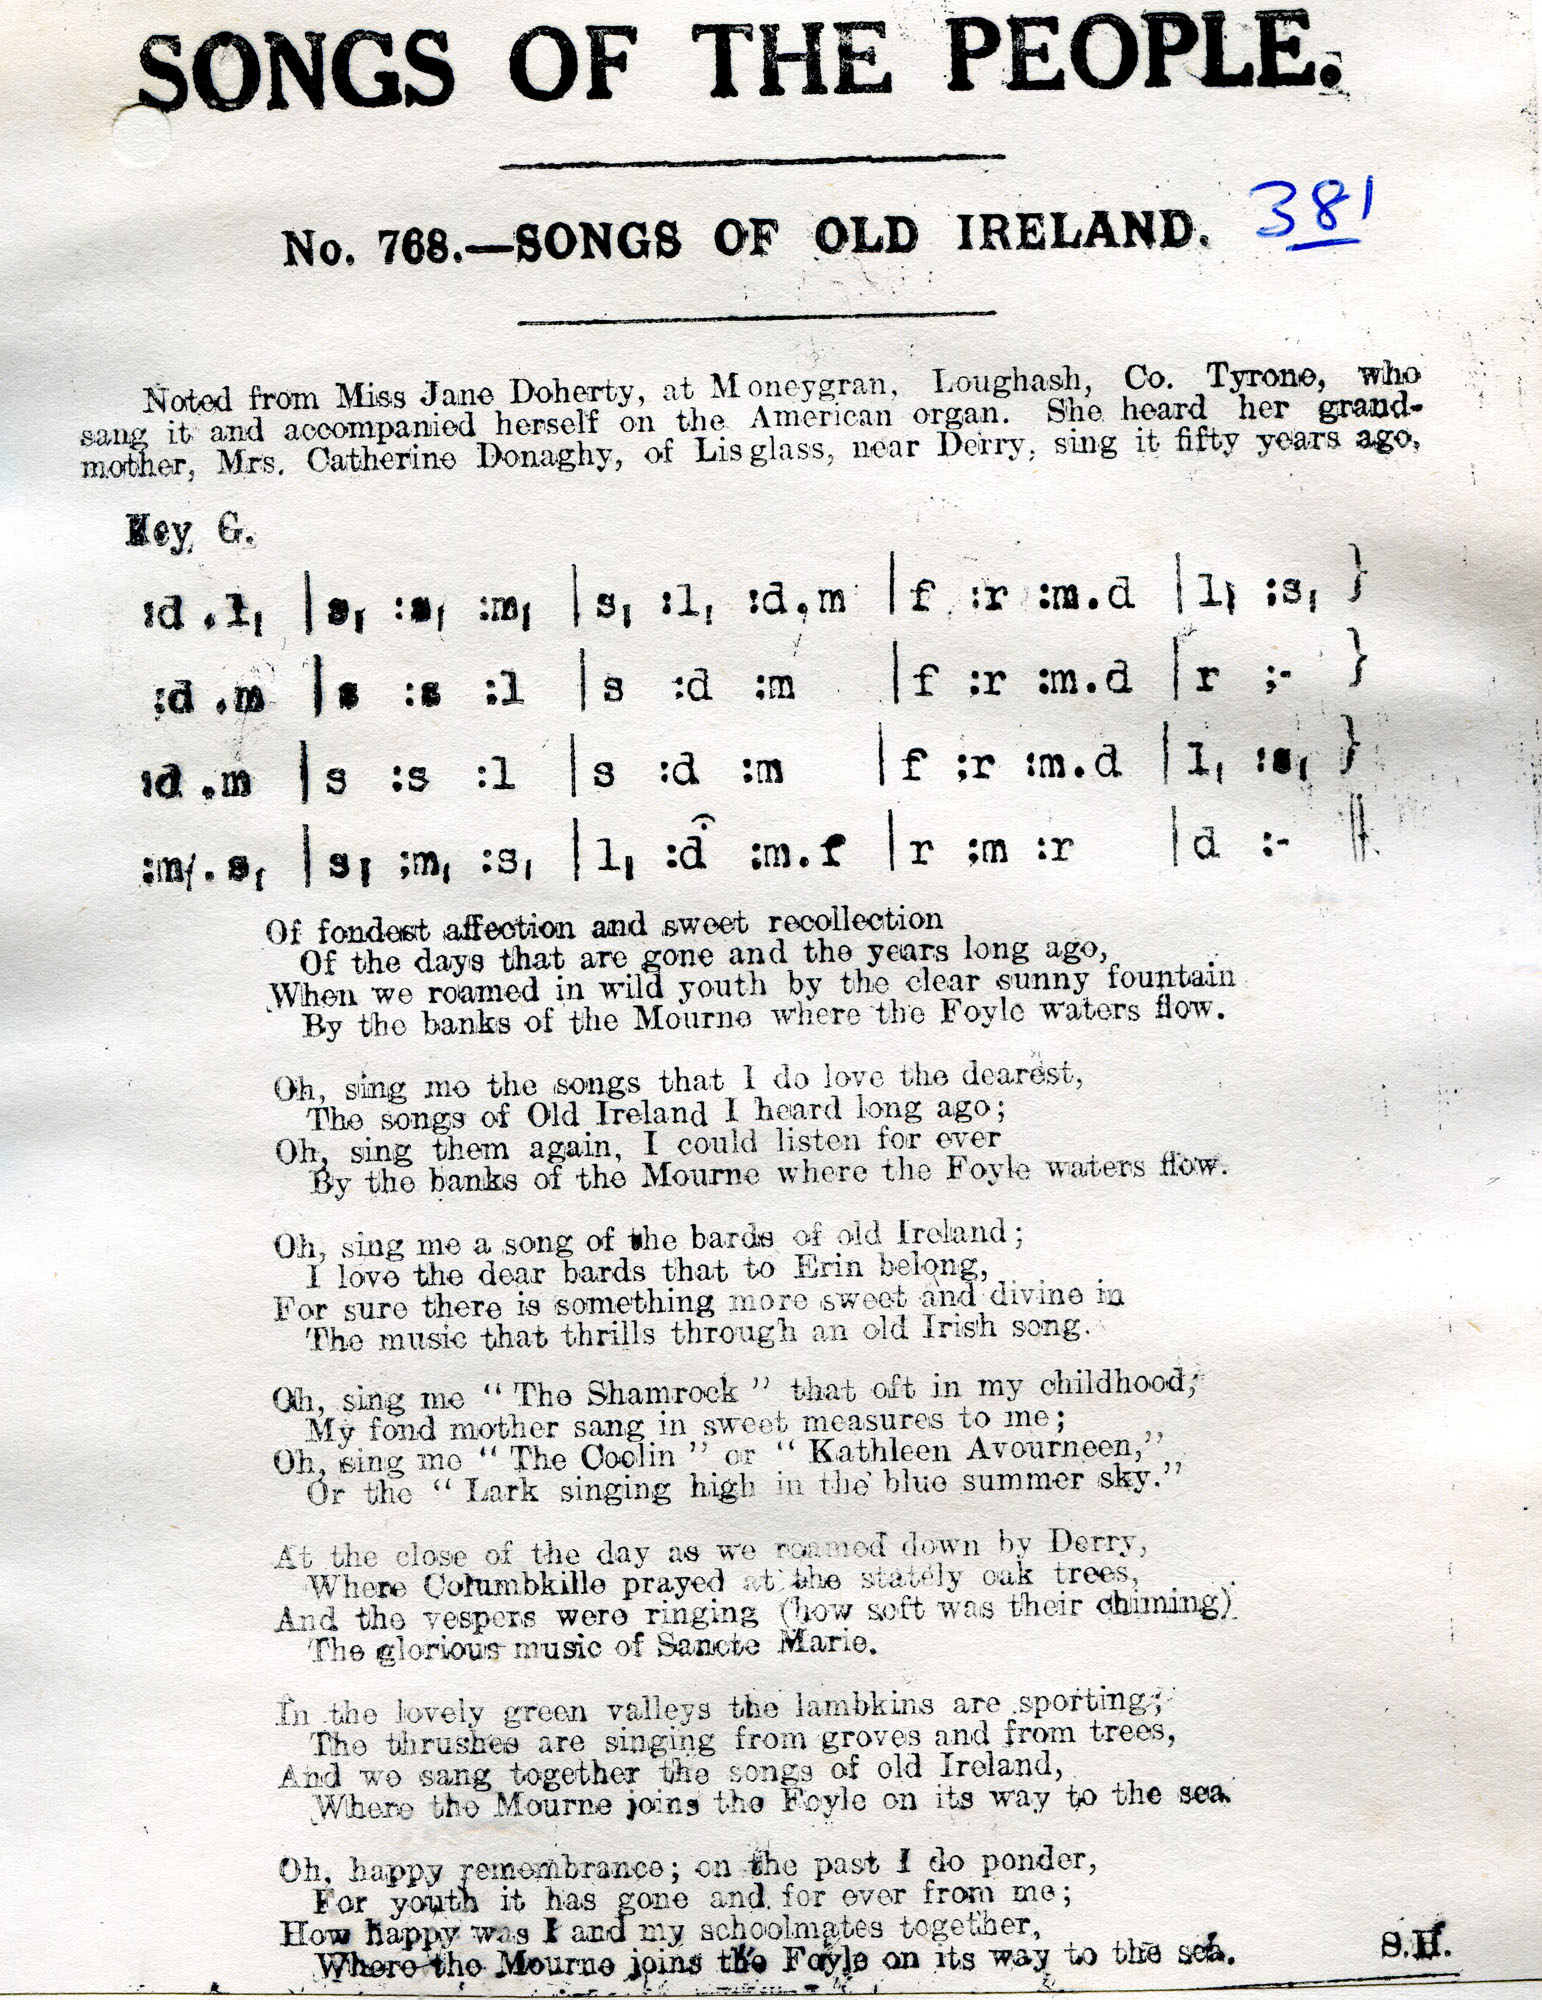 SONGS OF THE PEOPLE.
No. 768.—SONGS OF OLD IRELAND. 381
Noted from Miss Jane Doherty, at Moneygran, Loughash, Co. Tyrone, who
sang it and accompanied herself on the American organ. She heard her grand-
mother, Mrs. Catherine Donaghy, of Lisglass, near Derry, sing it fifty years ago.
Key G.
:d .l, | s, :s, :m, | s, :l, :d.m | f :r :m.d | l, :s, }
:d .m | s :s :l | s :d :m | f :r :m.d | r :- }
:d .m | s :s :l | s :d :m | f :r :m.d | l, :s, }
:m, .s, | s, :m, :s, | l, :d̑ :m.f | r :m :r | d :- ||
Of fondest affection and sweet recollection
Of the days that are gone and the years long ago,
When we roamed in wild youth by the clear sunny fountain
By the banks of the Mourne where the Foyle waters flow.
Oh, sing me the songs that I do love the dearest,
The songs of Old Ireland I heard long ago;
Oh, sing them again, I could listen for ever
By the banks of the Mourne where the Foyle waters flow.
Oh, sing me a song of the bards of old Ireland;
I love the dear bards that to Erin belong,
For sure there is something more sweet and divine in
The music that thrills through an old Irish song.
Oh, sing me "The Shamrock" that oft in my childhood,
My fond mother sang in sweet measures to me;
Oh, sing me "The Coolin" or "Kathleen Avourneen,"
Or the "Lark singing high in the blue summer sky."
At the close of the day as we roamed down by Derry,
Where Columbkille prayed at the stately oak trees,
And the vespers were ringing (how soft was their chiming)
The glorious music of Sancte Marie.
In the lovely green valleys the lambkins are sporting;
The thrushes are singing from groves and from trees,
And we sang together the songs of old Ireland,
Where the Mourne joins the Foyle on its way to the sea.
Oh, happy remembrance; on the past I do ponder,
For youth it has gone and for ever from me;
How happy was I and my schoolmates together,
Where the Mourne joins the Foyle on its way to the sea. S.H.